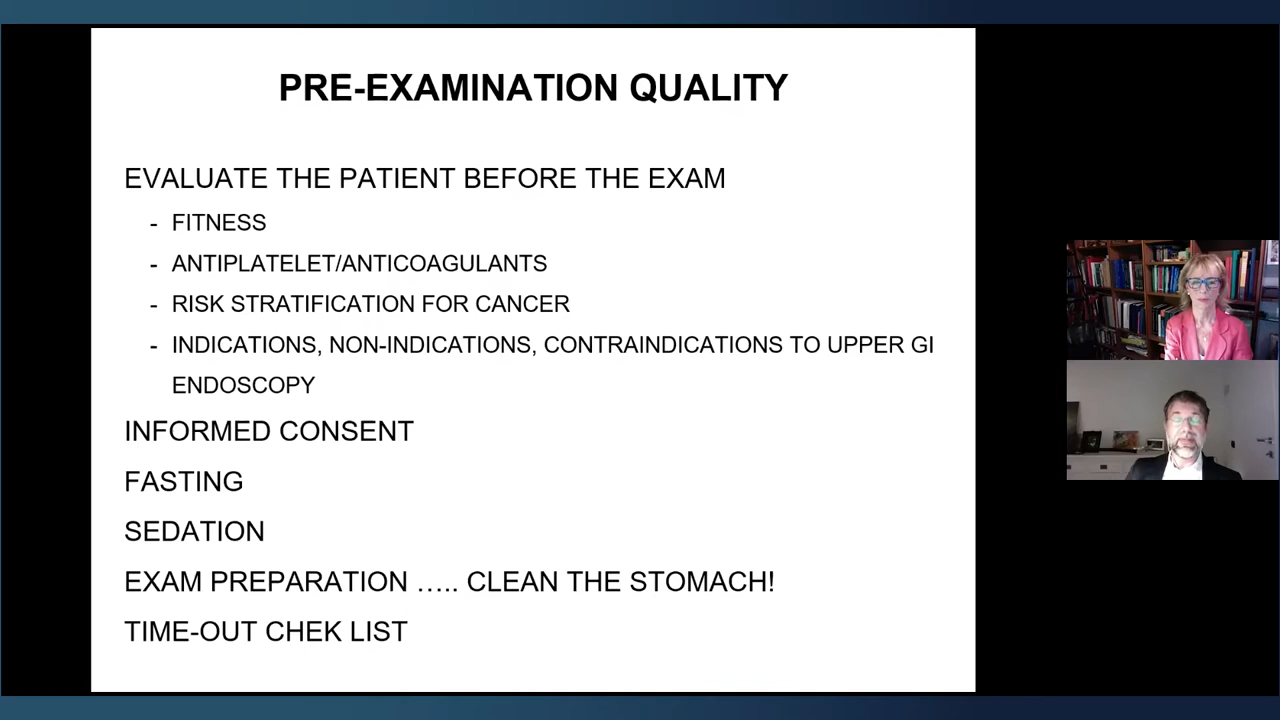 PRE-EXAMINATION QUALITY
EVALUATE THE PATIENT BEFORE THE EXAM
- FITNESS
- ANTIPLATELET/ANTICOAGULANTS
- RISK STRATIFICATION FOR CANCER
- INDICATIONS, NON-INDICATIONS, CONTRAINDICATIONS TO UPPER GI
ENDOSCOPY
INFORMED CONSENT
FASTING
SEDATION
EXAM PREPARATION ….. CLEAN THE STOMACH!
TIME-OUT CHEK LIST